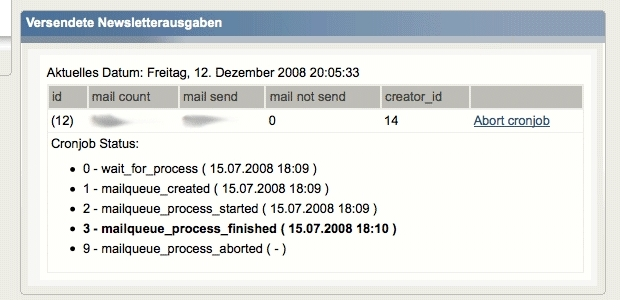 Versendete Newsletterausgaben
Aktuelles Datum: Freitag, 12. Dezember 2008 20:05:33
id mail count mail send mail not send creator_id
(12) 0 14 Abort cronjob
Cronjob Status:
• 0 - wait_for_process ( 15.07.2008 18:09 )
• 1 - mailqueue_created ( 15.07.2008 18:09 )
• 2 - mailqueue_process_started ( 15.07.2008 18:09 )
• 3 - mailqueue_process_finished ( 15.07.2008 18:10 )
• 9 - mailqueue_process_aborted ( - )